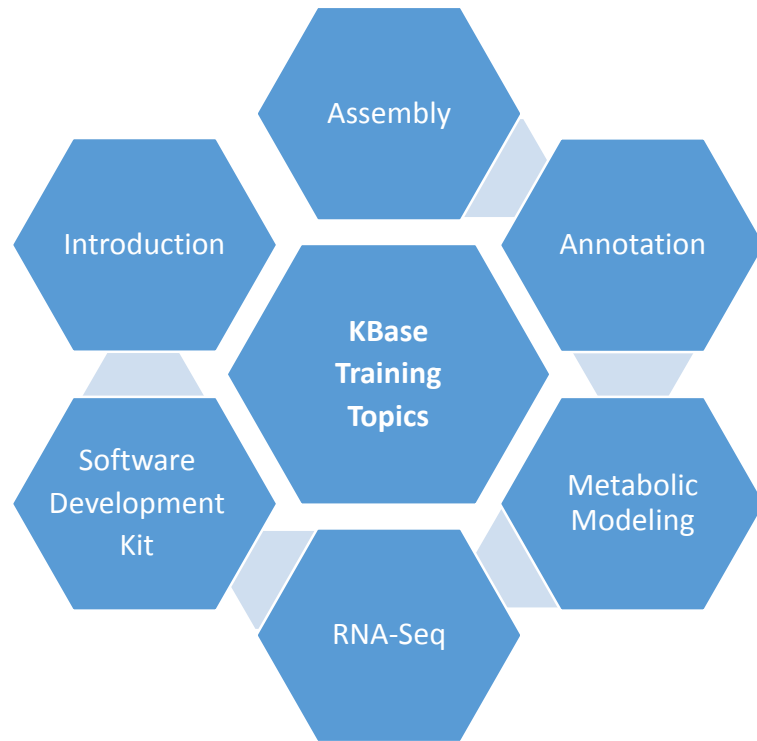 Assembly
Introduction
Annotation
KBase
Training
Topics
Software
Development
Kit
Metabolic
Modeling
RNA-Seq